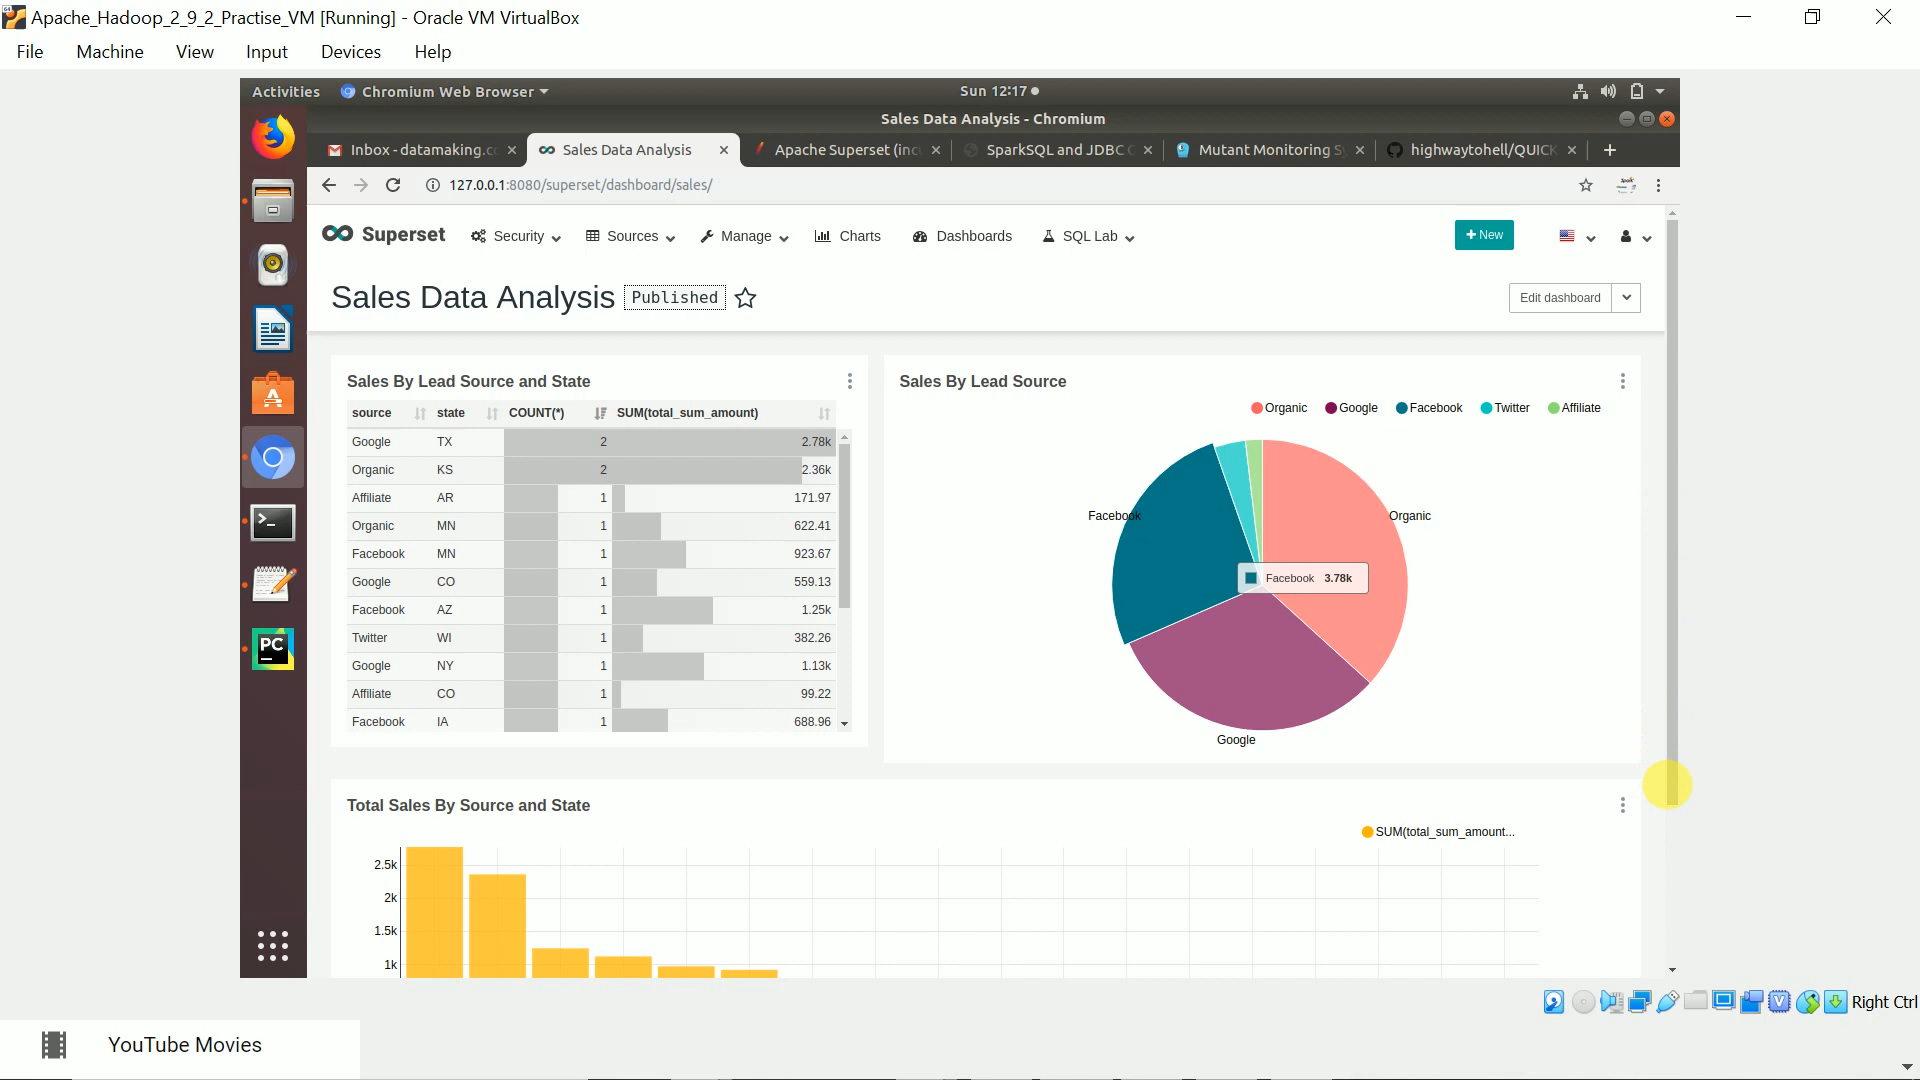 Apache_Hadoop_2_9_2_Practise_VM [Running] - Oracle VM VirtualBox
File Machine View Input Devices Help
Activities Chromium Web Browser Sun 12:17
Sales Data Analysis - Chromium
Inbox - datamaking.c Sales Data Analysis Apache Superset (inc SparkSQL and JDBC Mutant Monitoring S highwaytohell/QUICK
127.0.0.1:8080/superset/dashboard/sales/
Superset Security Sources Manage Charts Dashboards SQL Lab + New
Sales Data Analysis Published Edit dashboard
Sales By Lead Source and State
source state COUNT(*) SUM(total_sum_amount)
Google TX 2 2.78k
Organic KS 2 2.36k
Affiliate AR 1 171.97
Organic MN 1 622.41
Facebook MN 1 923.67
Google CO 1 559.13
Facebook AZ 1 1.25k
Twitter WI 1 382.26
Google NY 1 1.13k
Affiliate CO 1 99.22
Facebook IA 1 688.96
Sales By Lead Source
Organic Google Facebook Twitter Affiliate
Facebook
Organic
Facebook 3.78k
Google
Total Sales By Source and State
SUM(total_sum_amount...
2.5k
2k
1.5k
1k
PC
Right Ctrl
YouTube Movies